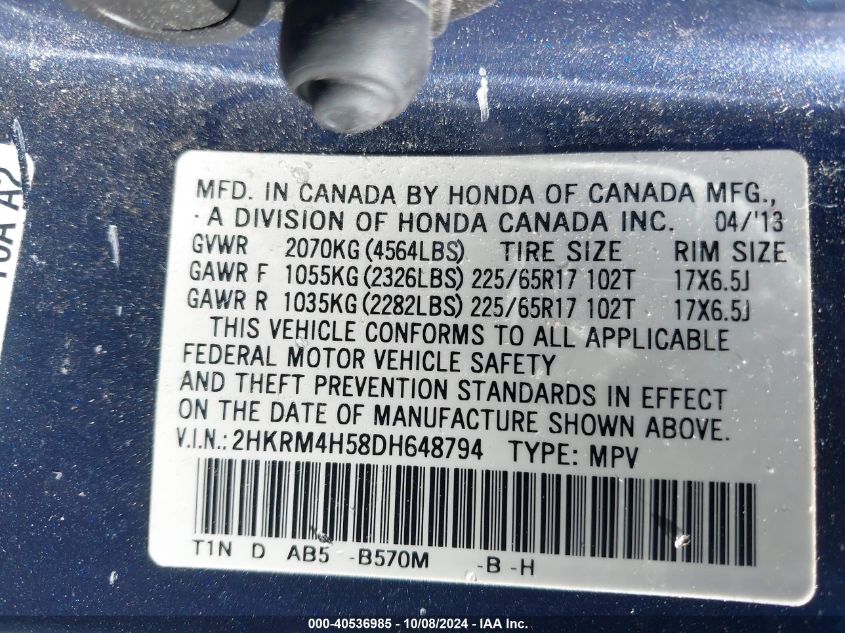 MFD. IN CANADA BY HONDA OF CANADA MFG.,
A DIVISION OF HONDA CANADA INC. 04/'13
GVWR 2070KG (4564LBS) TIRE SIZE RIM SIZE
GAWR F 1055KG (2326LBS) 225/65R17 102T 17X6.5J
GAWR R 1035KG (2282LBS) 225/65R17 102T 17X6.5J
THIS VEHICLE CONFORMS TO ALL APPLICABLE
FEDERAL MOTOR VEHICLE SAFETY
AND THEFT PREVENTION STANDARDS IN EFFECT
ON THE DATE OF MANUFACTURE SHOWN ABOVE.
V.I.N.: 2HKRM4H58DH648794 TYPE: MPV
T1N D AB5 -B570M -B -H
000-40536985 - 10/08/2024 - IAA Inc.